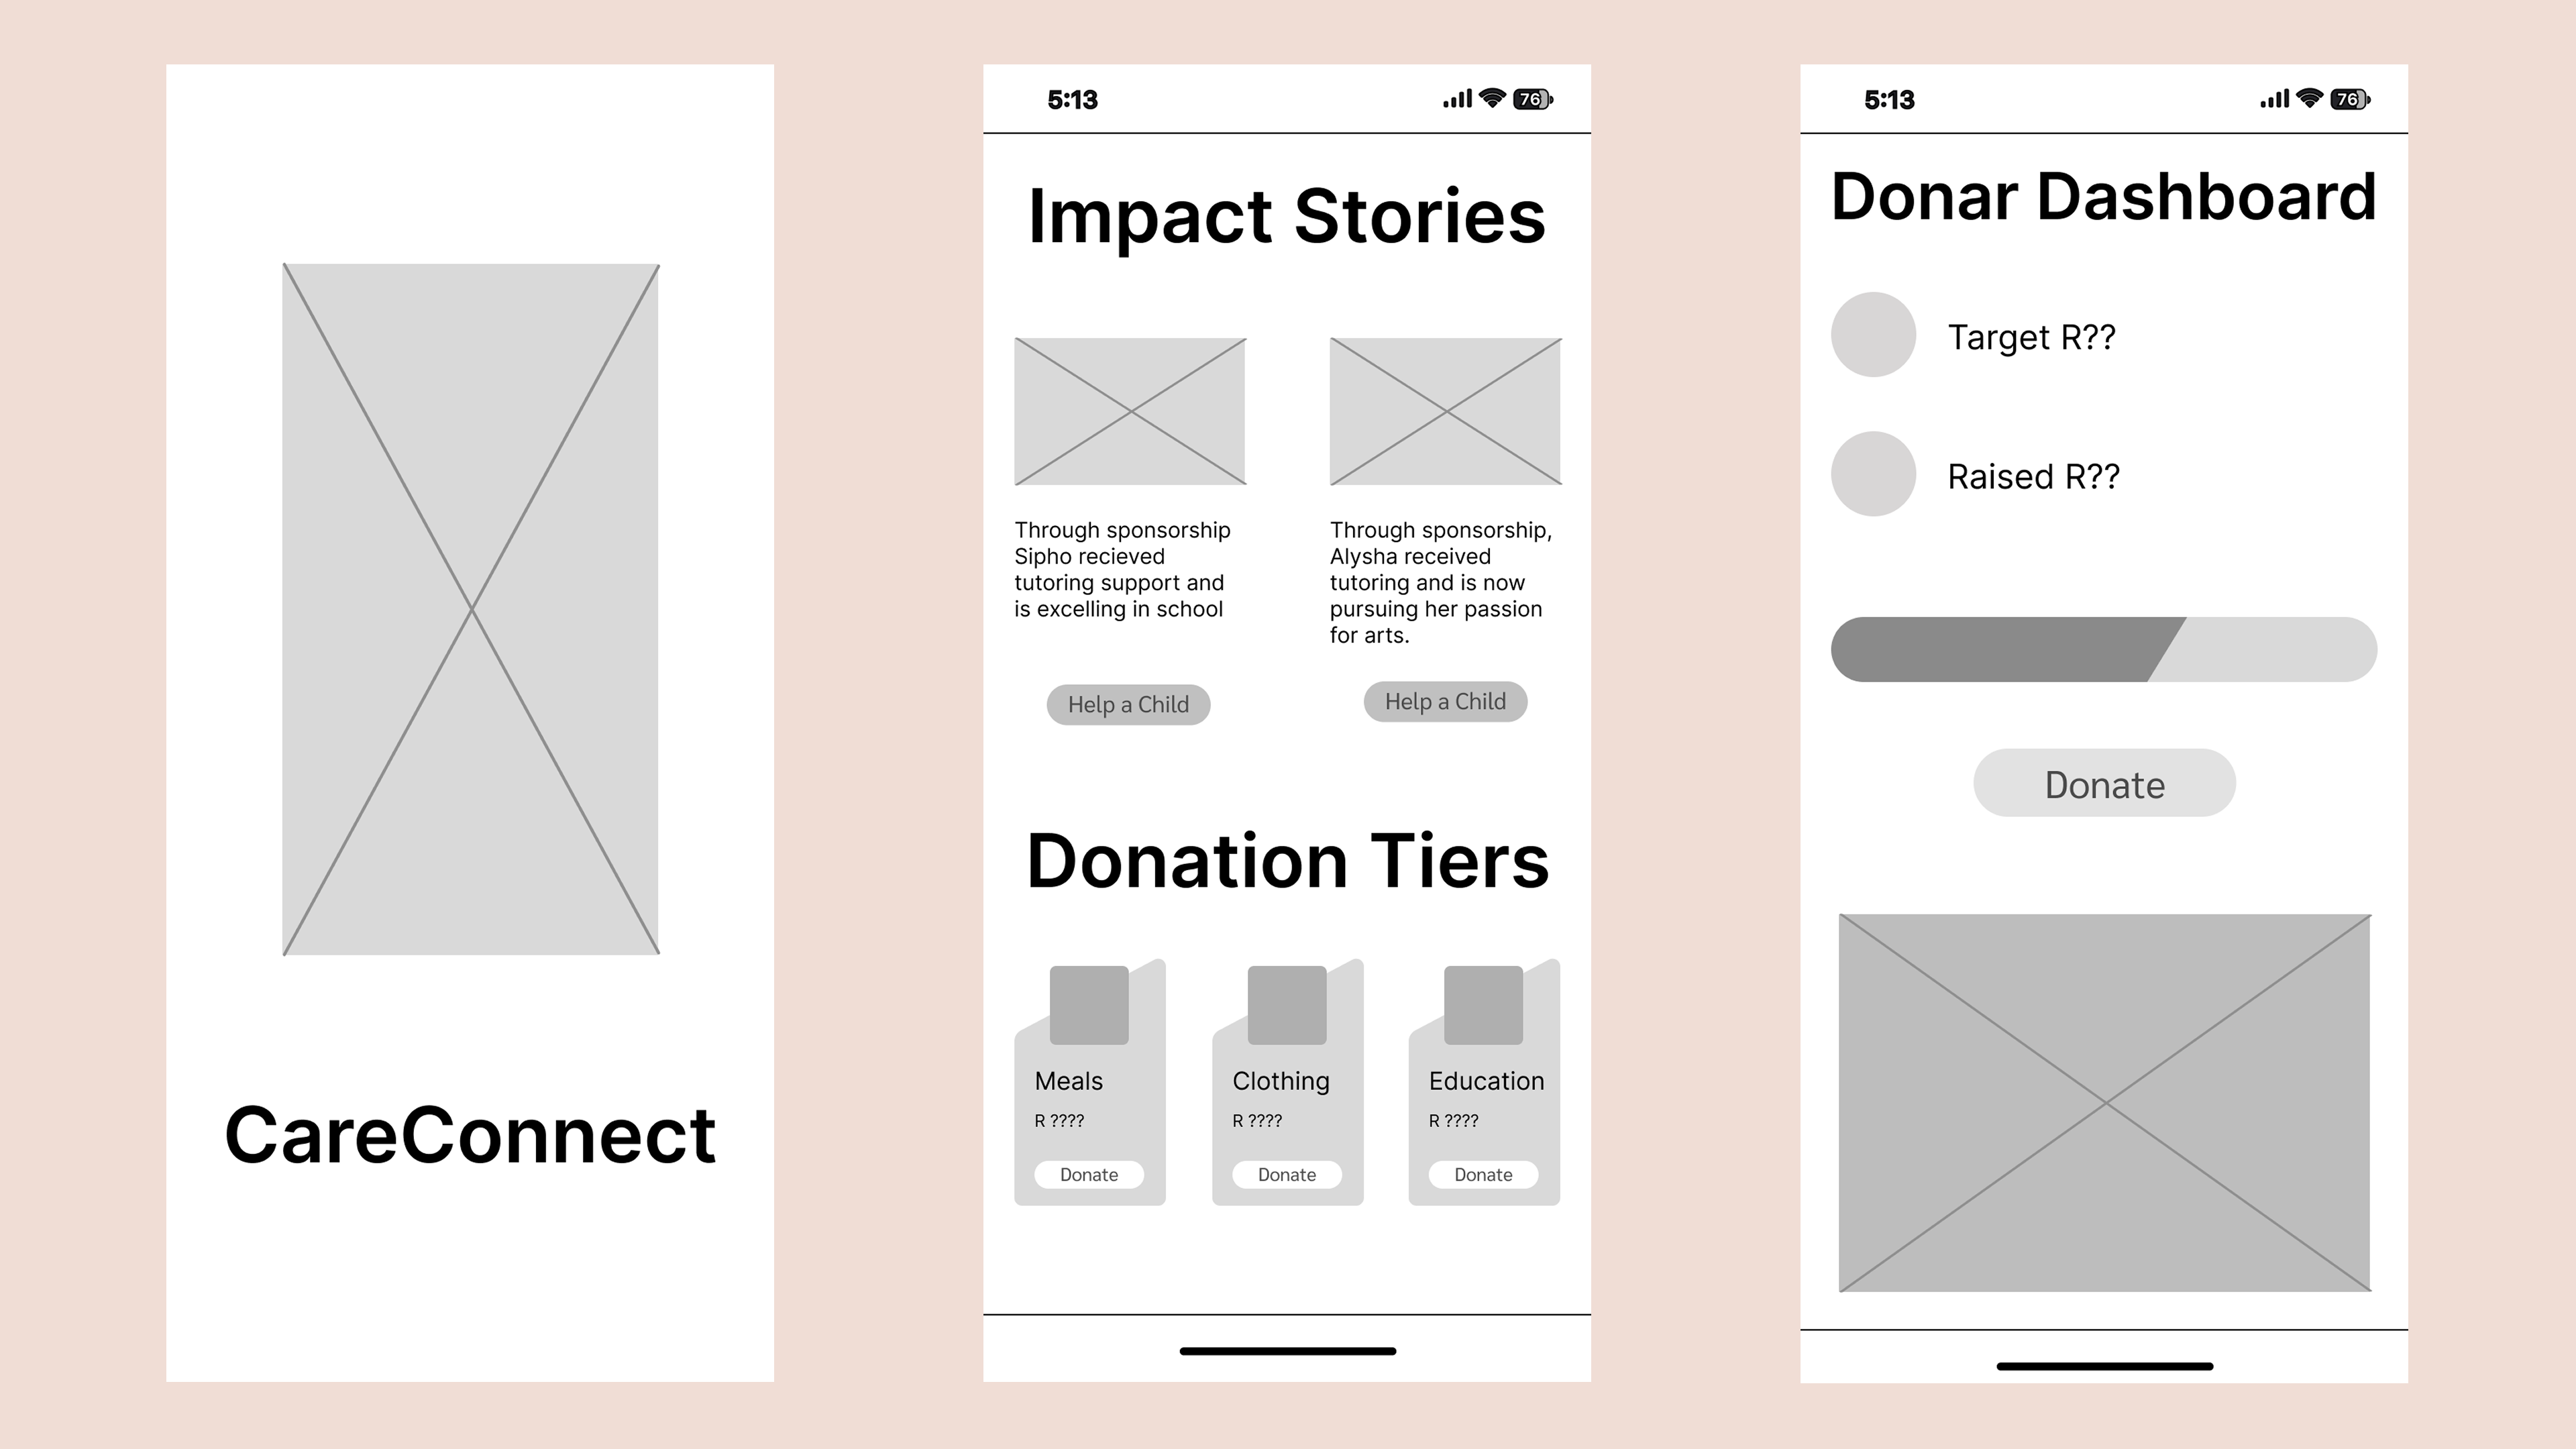 CareConnect
5:13
76
Impact Stories
Through sponsorship
Sipho recieved
tutoring support and
is excelling in school
Help a Child
Through sponsorship,
Alysha received
tutoring and is now
pursuing her passion
for arts.
Help a Child
Donation Tiers
Meals
R ????
Donate
Clothing
R ????
Donate
Education
R ????
Donate
5:13
76
Donar Dashboard
Target R??
Raised R??
Donate